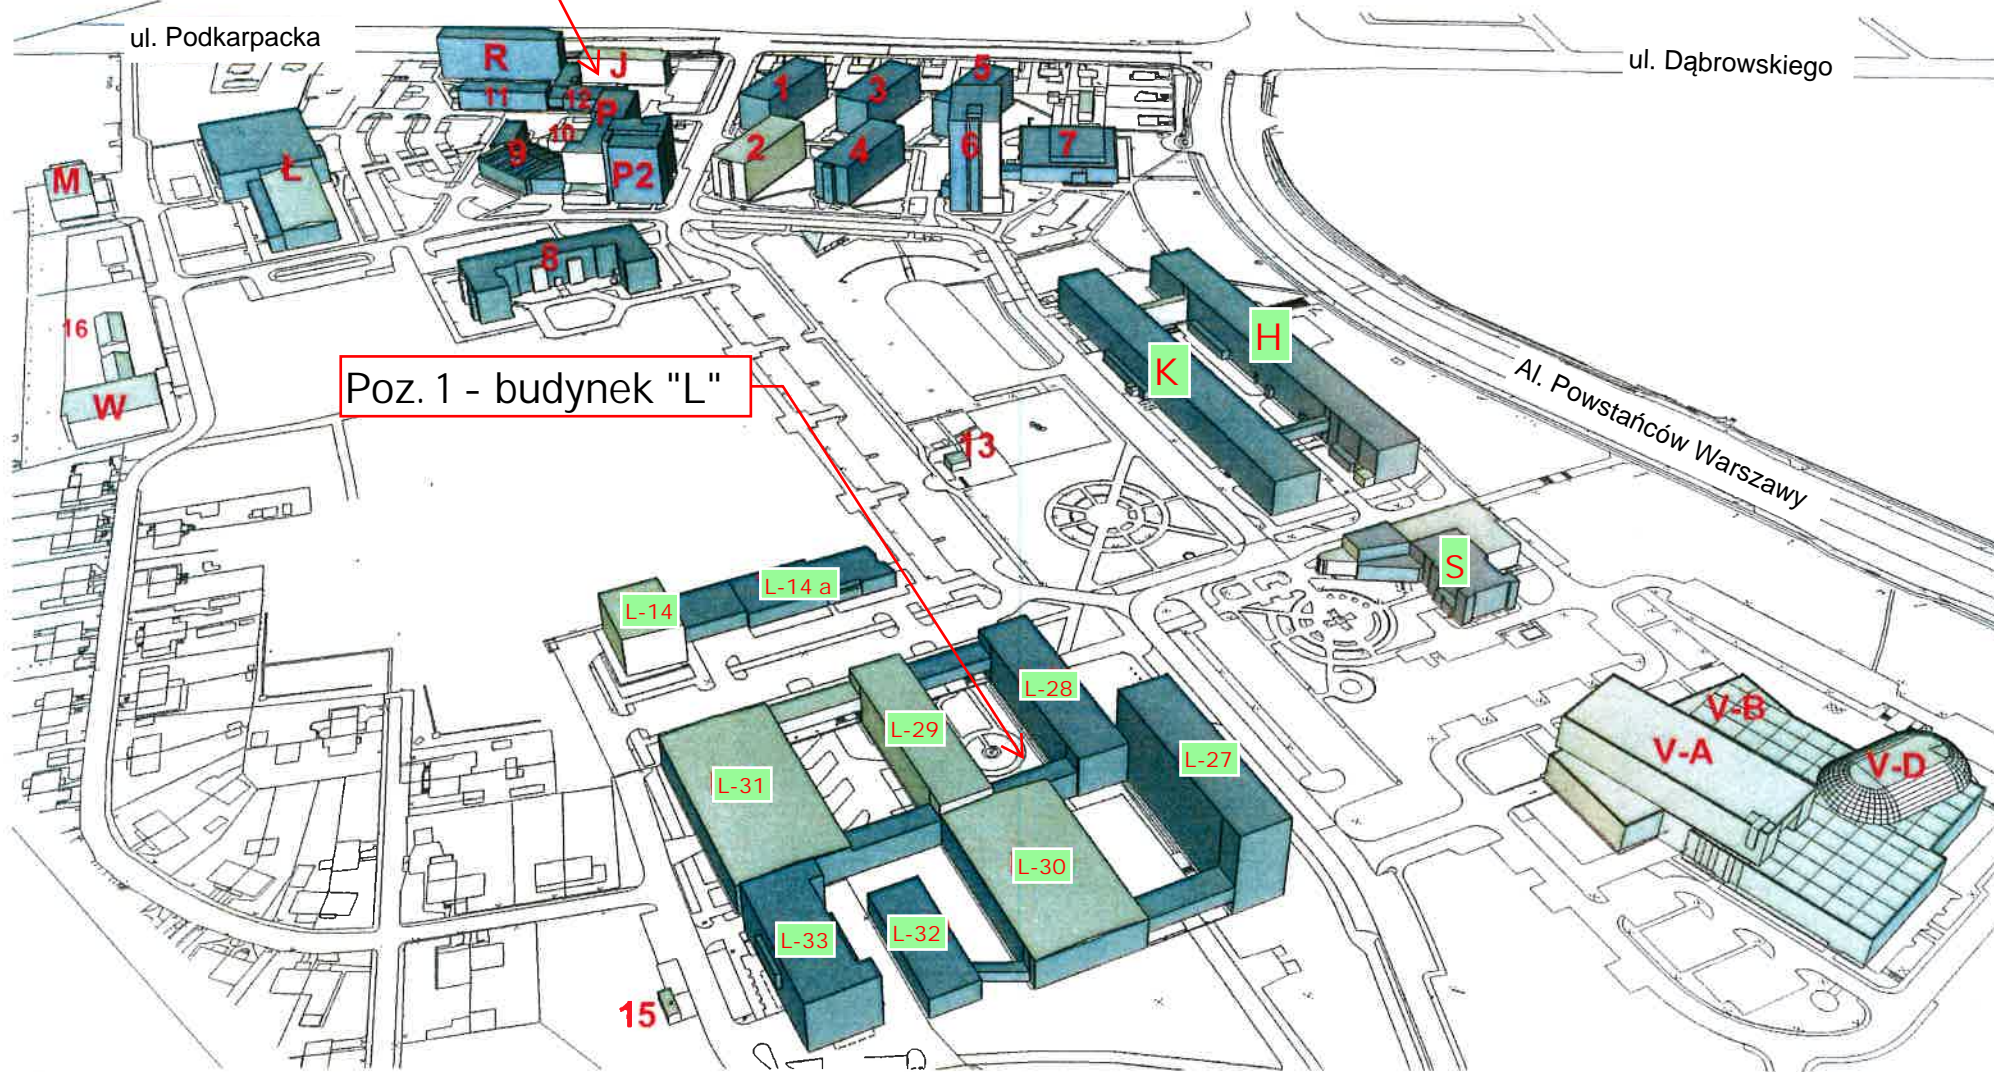 ul. Podkarpacka
ul. Dąbrowskiego
R
J
11
12
P
10
9
P2
1
3
5
2
4
6
7
M
Ł
8
16
W
H
K
Al. Powstańców Warszawy
Poz. 1 - budynek "L"
13
S
L-14
L-14 a
L-28
L-29
L-27
L-31
L-30
L-33
L-32
15
V-B
V-A
V-D